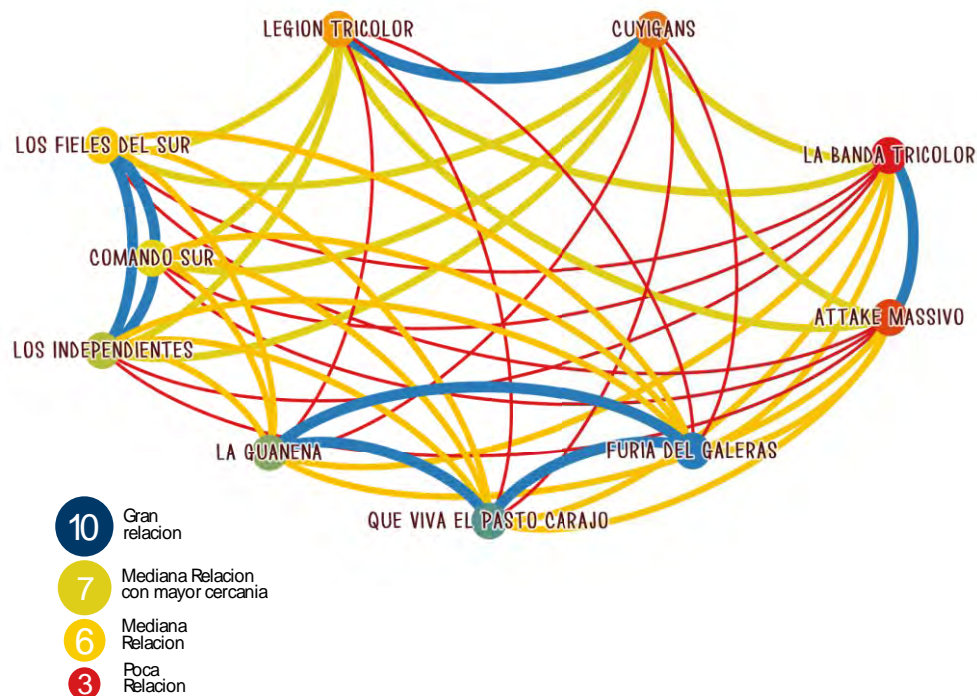 LEGION TRICOLOR
CUYIGANS
LOS FIELES DEL SUR
LA BANDA TRICOLOR
COMANDO SUR
ATTAKE MASSIVO
LOS INDEPENDIENTES
LA GUANENA
FURIA DEL GALERAS
QUE VIVA EL PASTO CARAJO
10
Gran
relacion
7
Mediana Relacion
con mayor cercania
6
Mediana
Relacion
3
Poca
Relacion